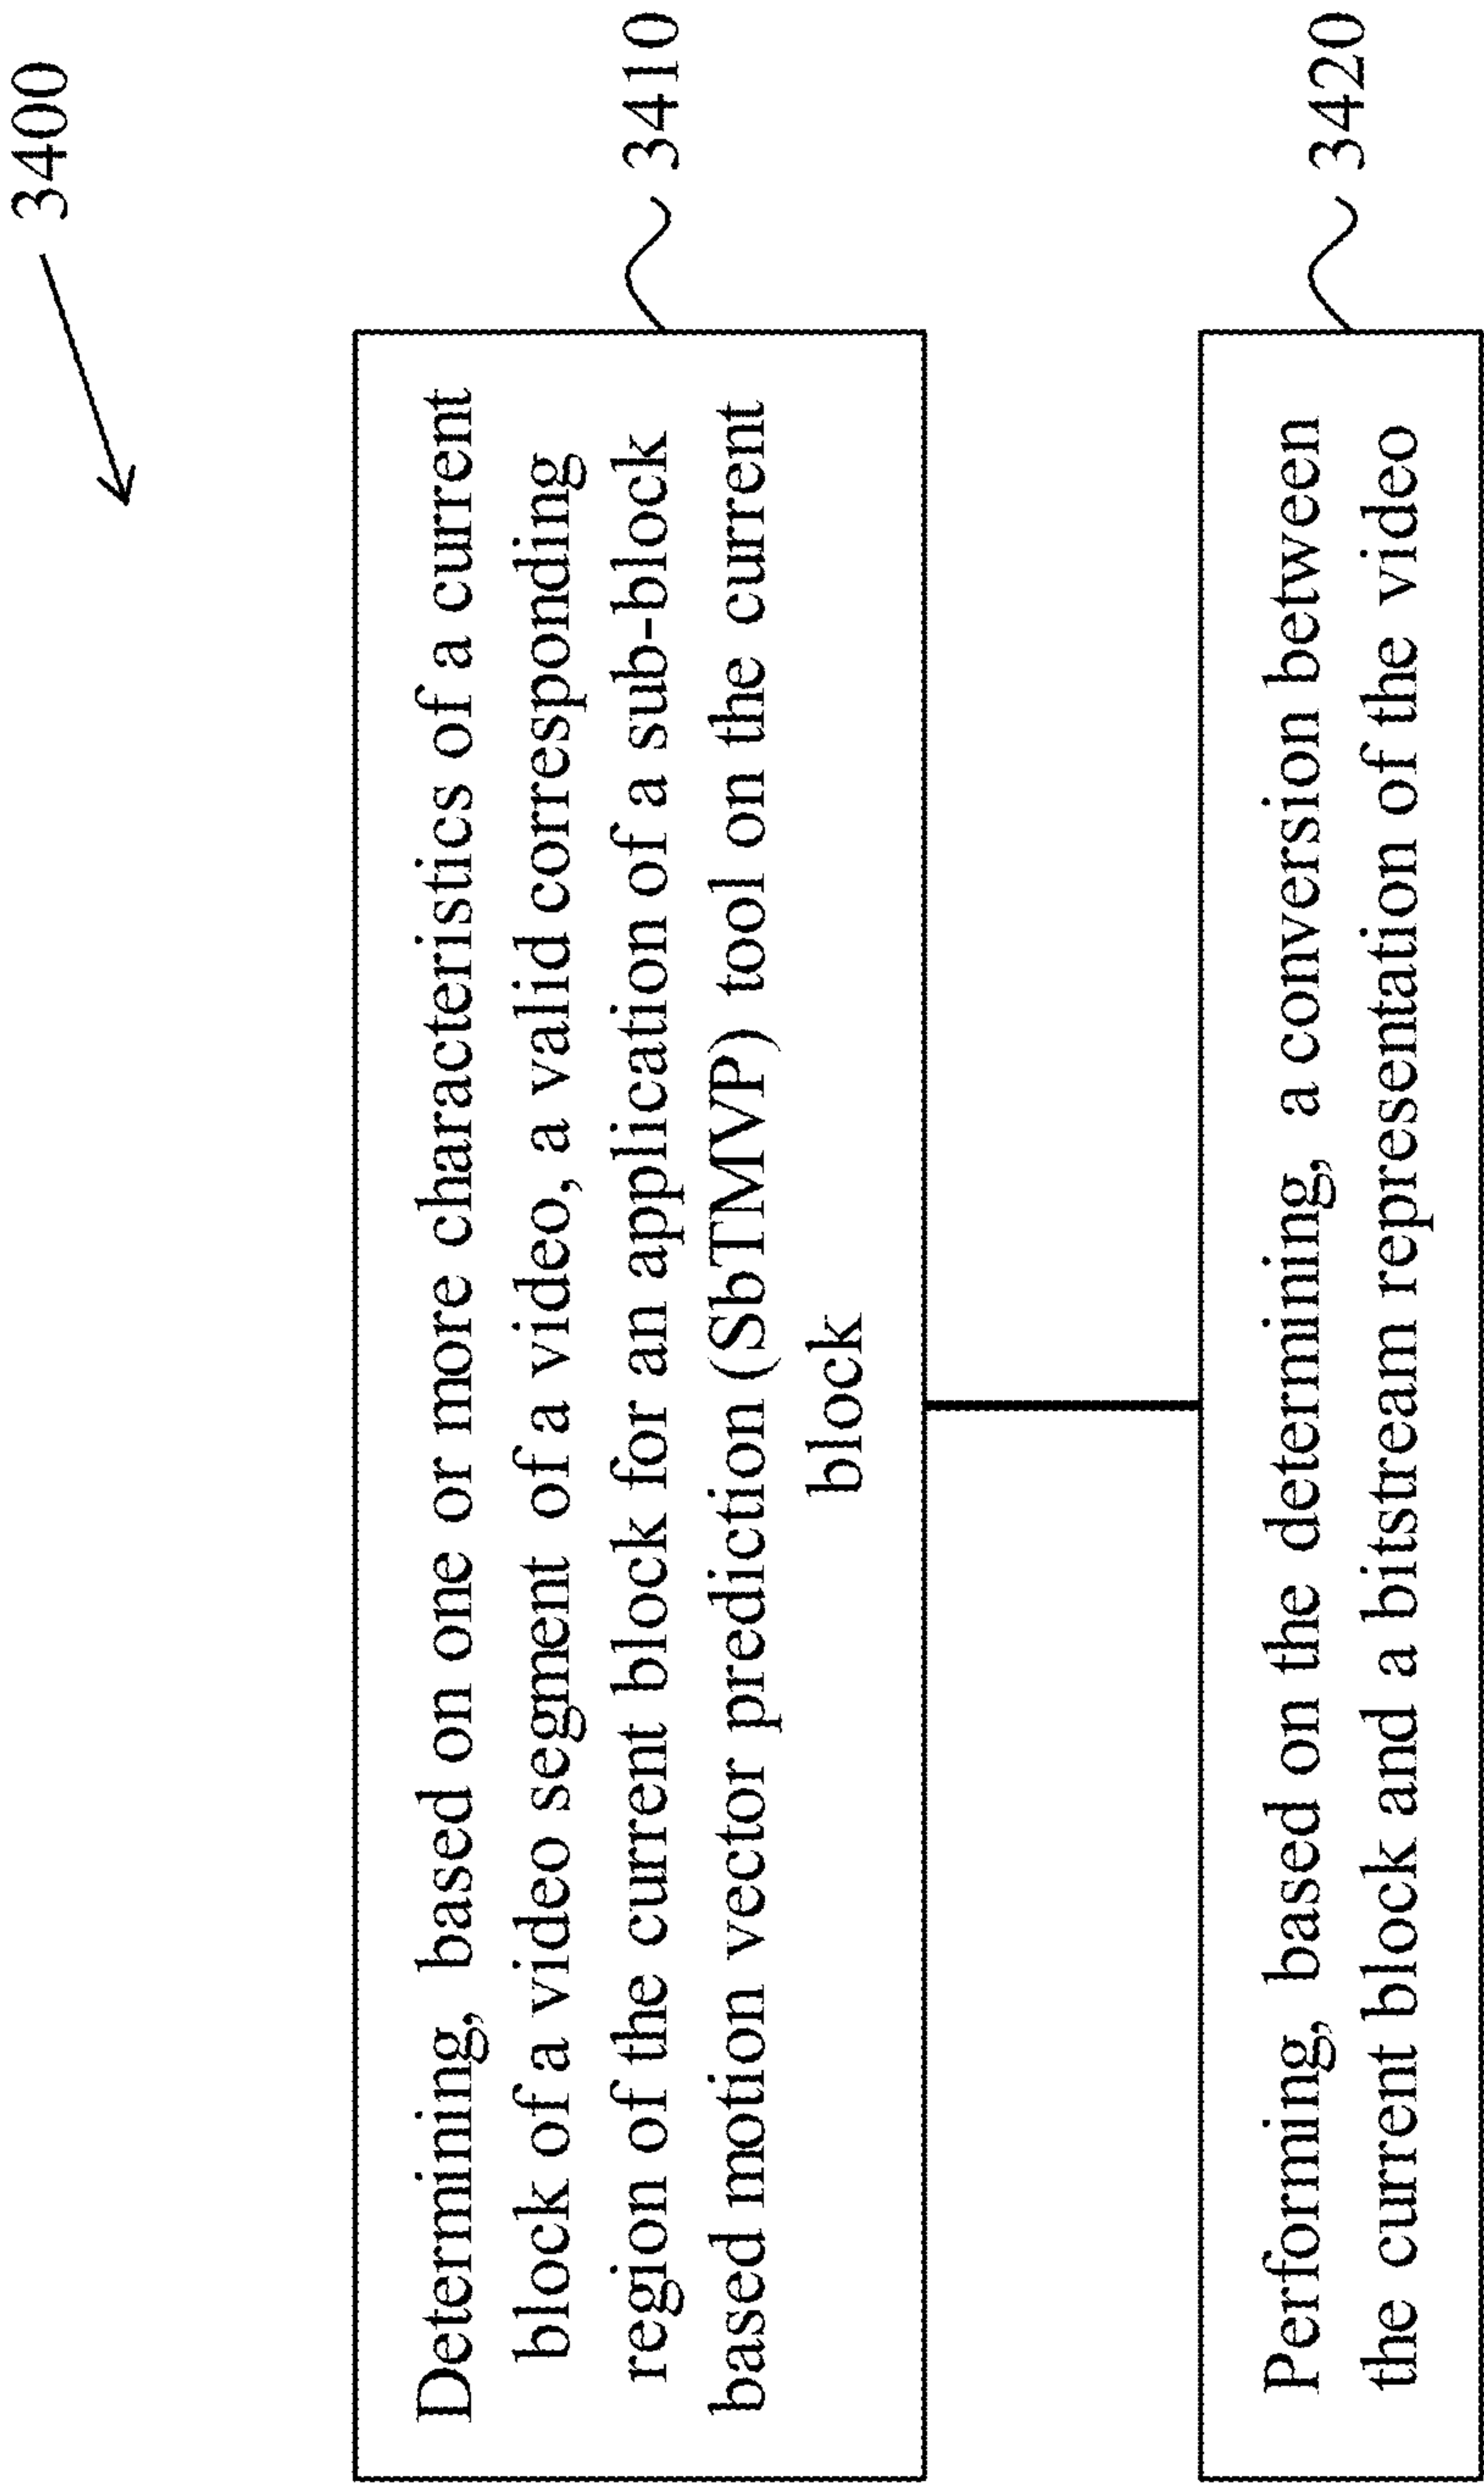 3400
Determining, based on one or more characteristics of a current
block of a video segment of a video, a valid corresponding
region of the current block for an application of a sub-block
based motion vector prediction (SbTMVP) tool on the current
block
3410
Performing, based on the determining, a conversion between
the current block and a bitstream representation of the video
3420